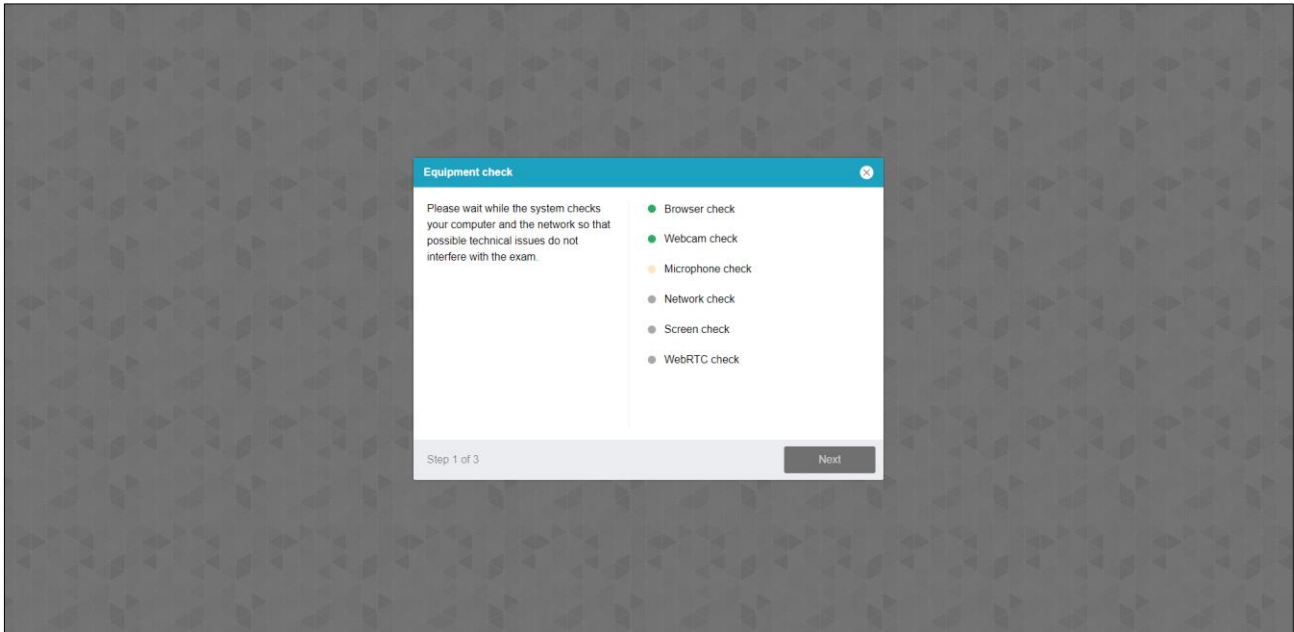 Equipment check
Please wait while the system checks
your computer and the network so that
possible technical issues do not
interfere with the exam.
Browser check
Webcam check
Microphone check
Network check
Screen check
WebRTC check
Step 1 of 3
Next